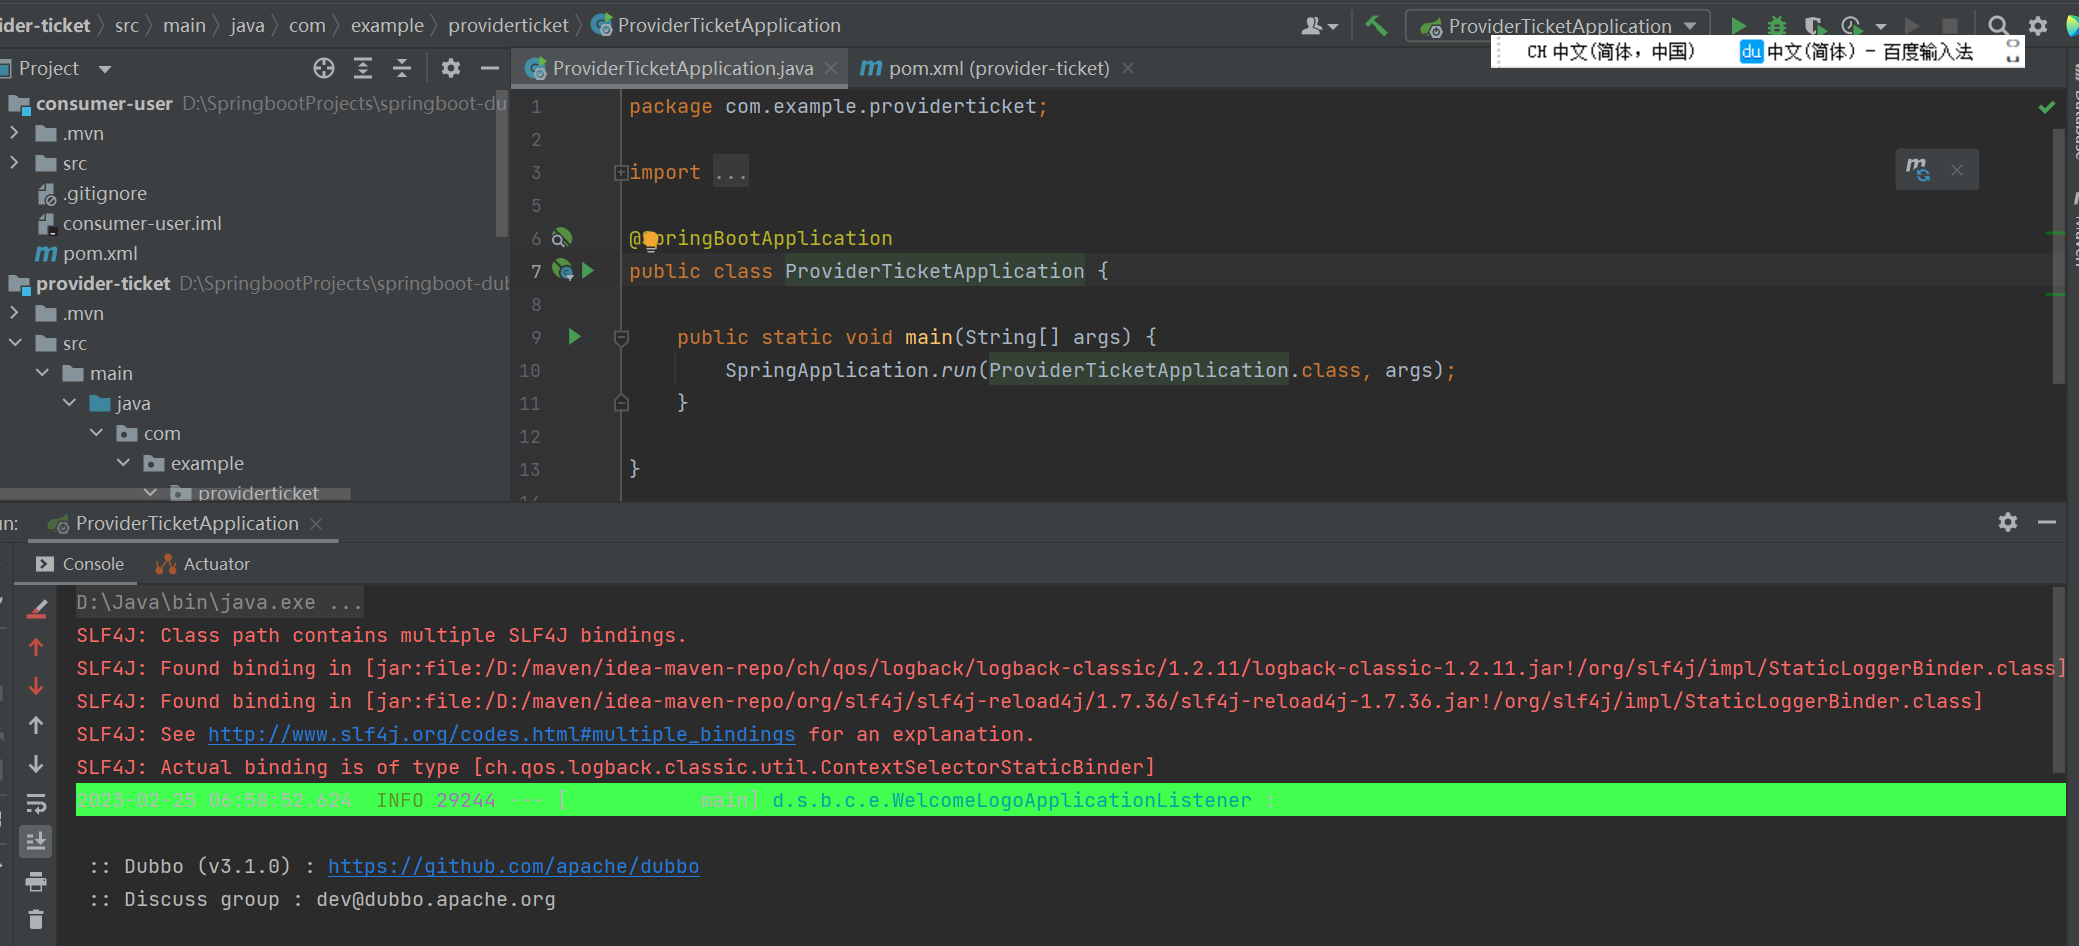 ider-ticket › src › main › java › com › example › providerticket › ProviderTicketApplication
ProviderTicketApplication
CH 中文(简体，中国) du 中文(简体) - 百度输入法
Project
ProviderTicketApplication.java
pom.xml (provider-ticket)
consumer-user D:\SpringbootProjects\springboot-du
.mvn
src
.gitignore
consumer-user.iml
pom.xml
provider-ticket D:\SpringbootProjects\springboot-dub
.mvn
src
main
java
com
example
providerticket
1 package com.example.providerticket;
2
3 import ...
5
6 @SpringBootApplication
7 public class ProviderTicketApplication {
8
9 public static void main(String[] args) {
10 SpringApplication.run(ProviderTicketApplication.class, args);
11 }
12
13 }
14
Database
Maven
un: ProviderTicketApplication
Console Actuator
D:\Java\bin\java.exe ...
SLF4J: Class path contains multiple SLF4J bindings.
SLF4J: Found binding in [jar:file:/D:/maven/idea-maven-repo/ch/qos/logback/logback-classic/1.2.11/logback-classic-1.2.11.jar!/org/slf4j/impl/StaticLoggerBinder.class]
SLF4J: Found binding in [jar:file:/D:/maven/idea-maven-repo/org/slf4j/slf4j-reload4j/1.7.36/slf4j-reload4j-1.7.36.jar!/org/slf4j/impl/StaticLoggerBinder.class]
SLF4J: See http://www.slf4j.org/codes.html#multiple_bindings for an explanation.
SLF4J: Actual binding is of type [ch.qos.logback.classic.util.ContextSelectorStaticBinder]
2023-02-25 06:58:52.624 INFO 29244 --- [ main] d.s.b.c.e.WelcomeLogoApplicationListener :
:: Dubbo (v3.1.0) : https://github.com/apache/dubbo
:: Discuss group : dev@dubbo.apache.org